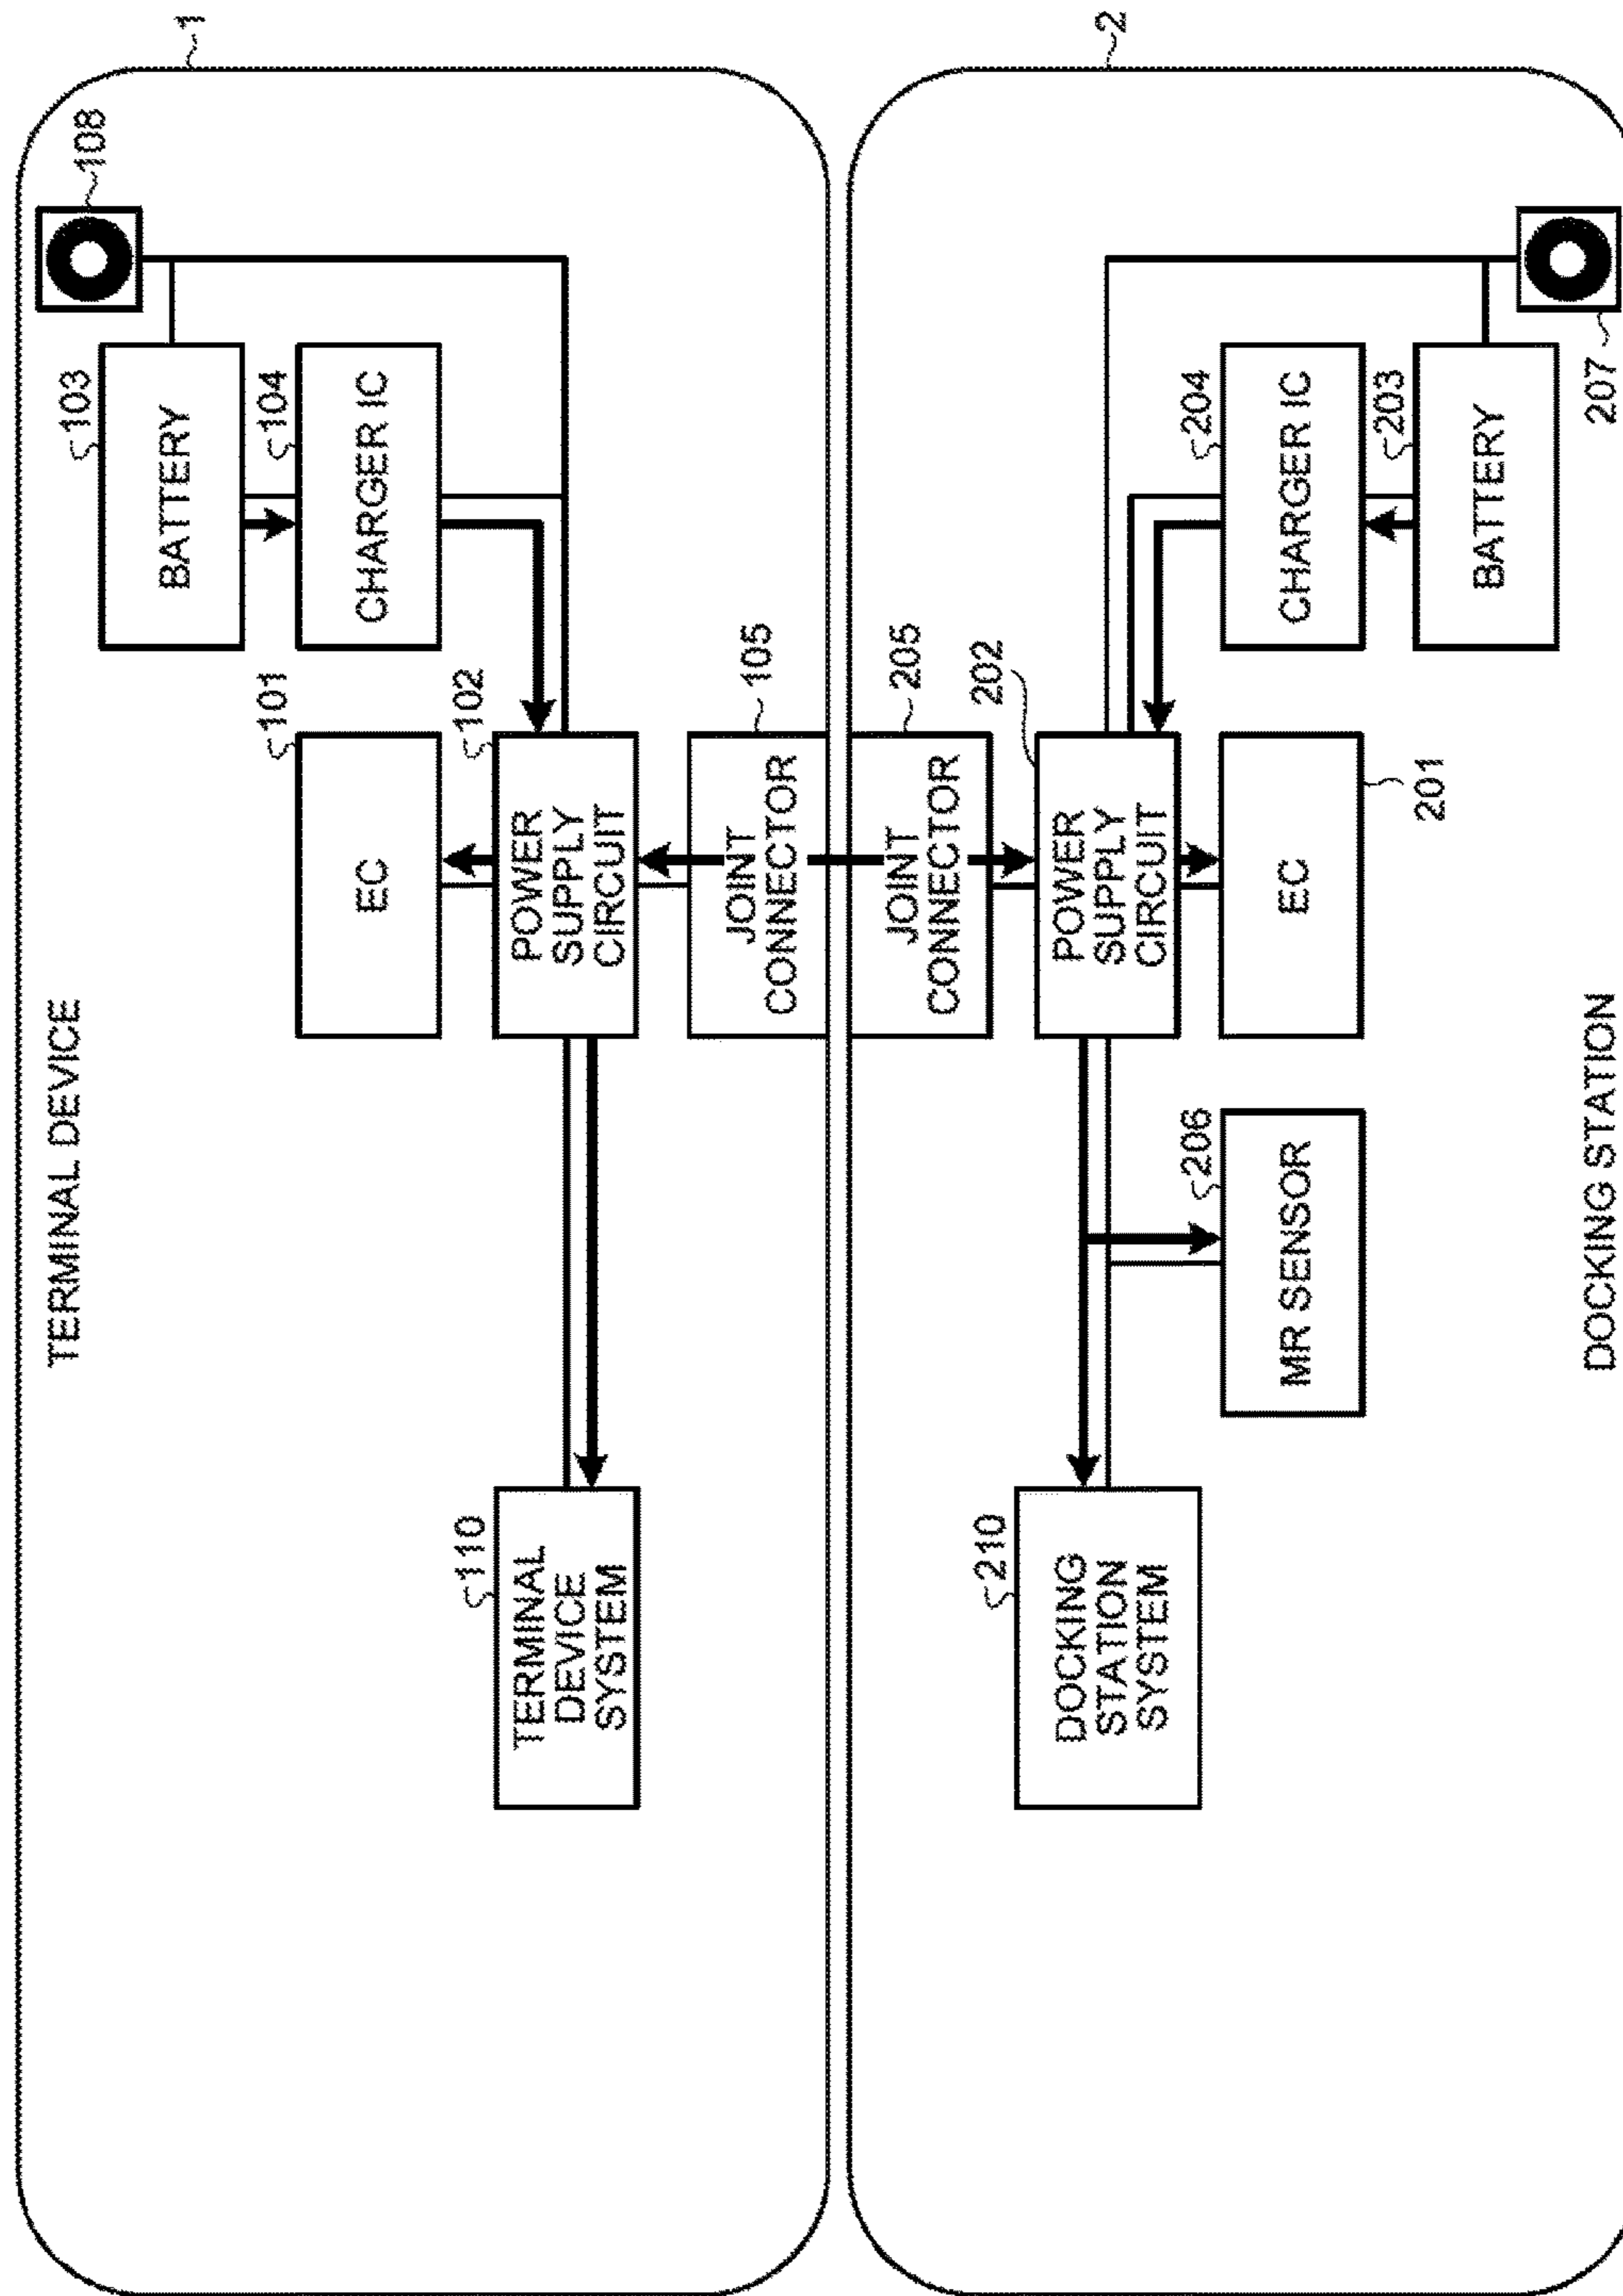 TERMINAL DEVICE
1
108
103
BATTERY
104
CHARGER IC
101
EC
102
POWER
SUPPLY
CIRCUIT
105
JOINT
CONNECTOR
110
TERMINAL
DEVICE
SYSTEM
2
205
JOINT
CONNECTOR
202
POWER
SUPPLY
CIRCUIT
204
CHARGER IC
203
BATTERY
207
201
EC
206
MR SENSOR
210
DOCKING
STATION
SYSTEM
DOCKING STATION